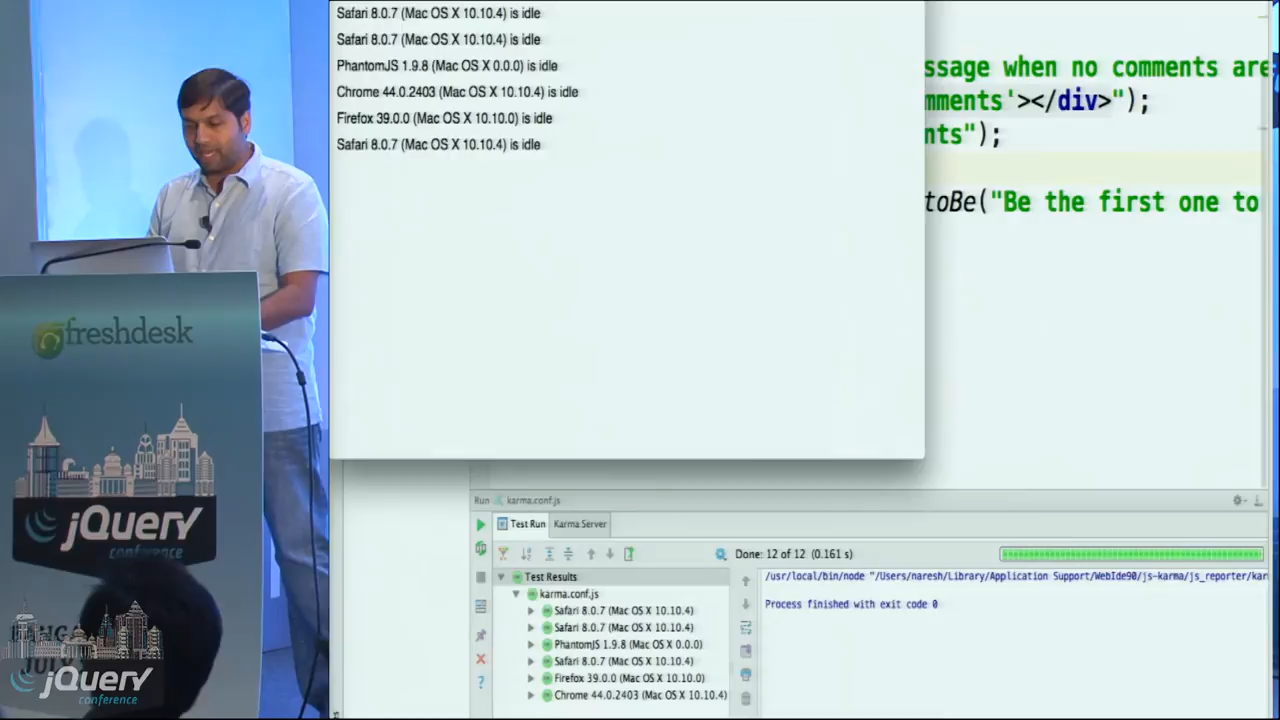 Safari 8.0.7 (Mac OS X 10.10.4) is idle
Safari 8.0.7 (Mac OS X 10.10.4) is idle
PhantomJS 1.9.8 (Mac OS X 0.0.0) is idle
Chrome 44.0.2403 (Mac OS X 10.10.4) is idle
Firefox 39.0.0 (Mac OS X 10.10.0) is idle
Safari 8.0.7 (Mac OS X 10.10.4) is idle
ssage when no comments are
mments'></div>");
nts");
toBe("Be the first one to
freshdesk
jQuery
conference
Run karma.conf.js
Test Run Karma Server
Done: 12 of 12 (0.161 s)
Test Results
karma.conf.js
Safari 8.0.7 (Mac OS X 10.10.4)
Safari 8.0.7 (Mac OS X 10.10.4)
PhantomJS 1.9.8 (Mac OS X 0.0.0)
Safari 8.0.7 (Mac OS X 10.10.4)
Firefox 39.0.0 (Mac OS X 10.10.0)
Chrome 44.0.2403 (Mac OS X 10.10.4)
/usr/local/bin/node "/Users/naresh/Library/Application Support/WebIde90/js-karma/js_reporter/kar
Process finished with exit code 0
jQuery
conference